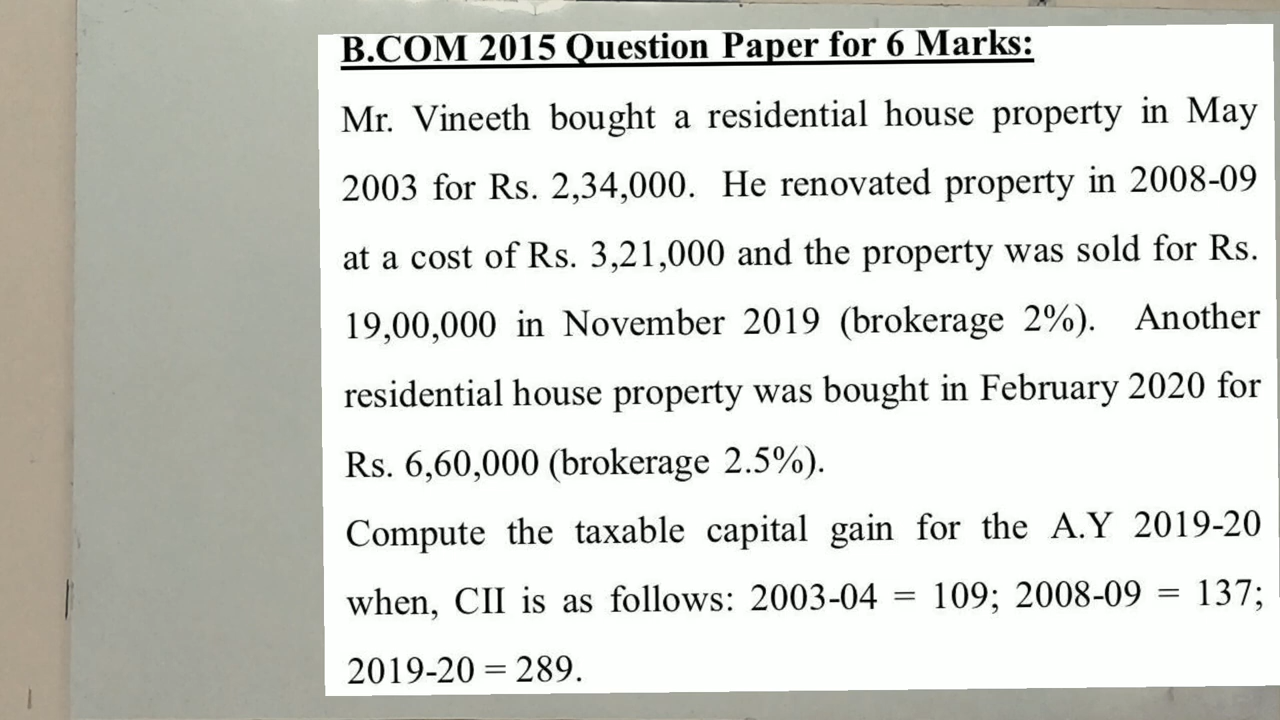 B.COM 2015 Question Paper for 6 Marks:
Mr. Vineeth bought a residential house property in May
2003 for Rs. 2,34,000. He renovated property in 2008-09
at a cost of Rs. 3,21,000 and the property was sold for Rs.
19,00,000 in November 2019 (brokerage 2%). Another
residential house property was bought in February 2020 for
Rs. 6,60,000 (brokerage 2.5%).
Compute the taxable capital gain for the A.Y 2019-20
when, CII is as follows: 2003-04 = 109; 2008-09 = 137;
2019-20 = 289.